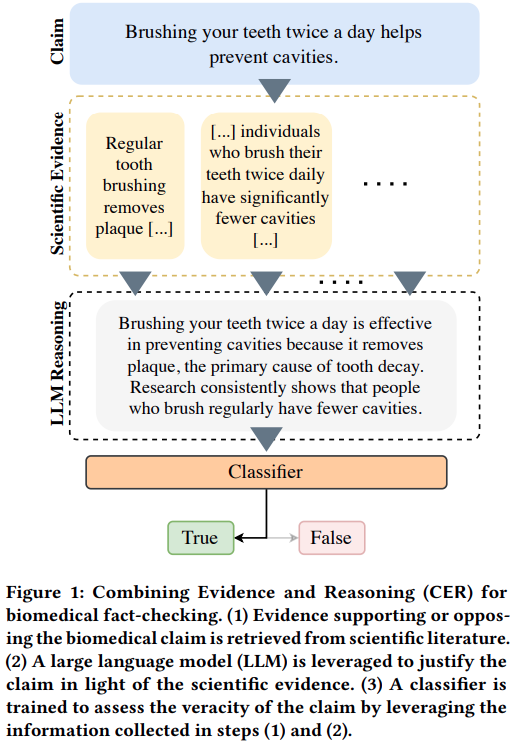 Claim
Brushing your teeth twice a day helps
prevent cavities.
Scientific Evidence
Regular
tooth
brushing
removes
plaque [...]
[...] individuals
who brush their
teeth twice daily
have significantly
fewer cavities
[...]
. . . .
. . . .
LLM Reasoning
Brushing your teeth twice a day is effective
in preventing cavities because it removes
plaque, the primary cause of tooth decay.
Research consistently shows that people
who brush regularly have fewer cavities.
Classifier
True
False
Figure 1: Combining Evidence and Reasoning (CER) for
biomedical fact-checking. (1) Evidence supporting or oppos-
ing the biomedical claim is retrieved from scientific literature.
(2) A large language model (LLM) is leveraged to justify the
claim in light of the scientific evidence. (3) A classifier is
trained to assess the veracity of the claim by leveraging the
information collected in steps (1) and (2).